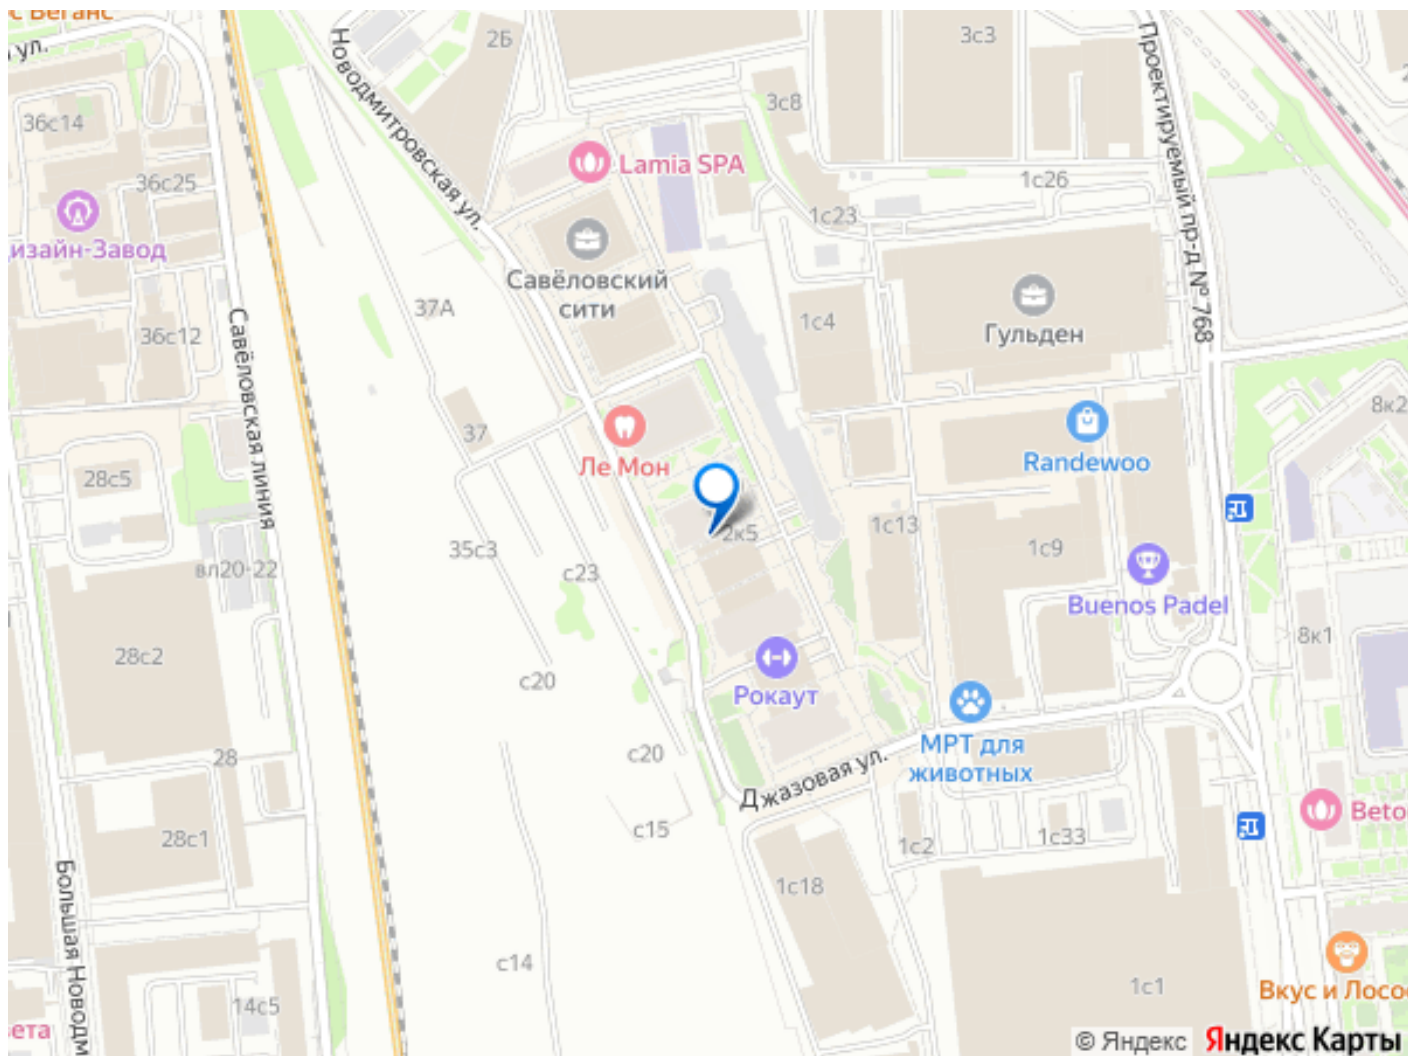 с Веганс
ул.
2Б
3с3
Новодмитровская ул.
Проектируемый пр-д № 768
3с8
36с14
Lamia SPA
36с25
1с26
1с23
изайн-Завод
Савёловский
сити
37А
1с4
Гульден
36с12
Савёловская линия
8к2
37
Ле Мон
Randewoo
28с5
2к5
1с13
1с9
35с3
с23
вл20-22
Buenos Padel
8к1
28с2
с20
Рокаут
МРТ для
животных
с20
28
Джазовая ул.
Beto
с15
1с33
28с1
1с2
1с18
Большая Новодм
с14
1с1
Вкус и Лосо
14с5
ета
© Яндекс
Яндекс Карты